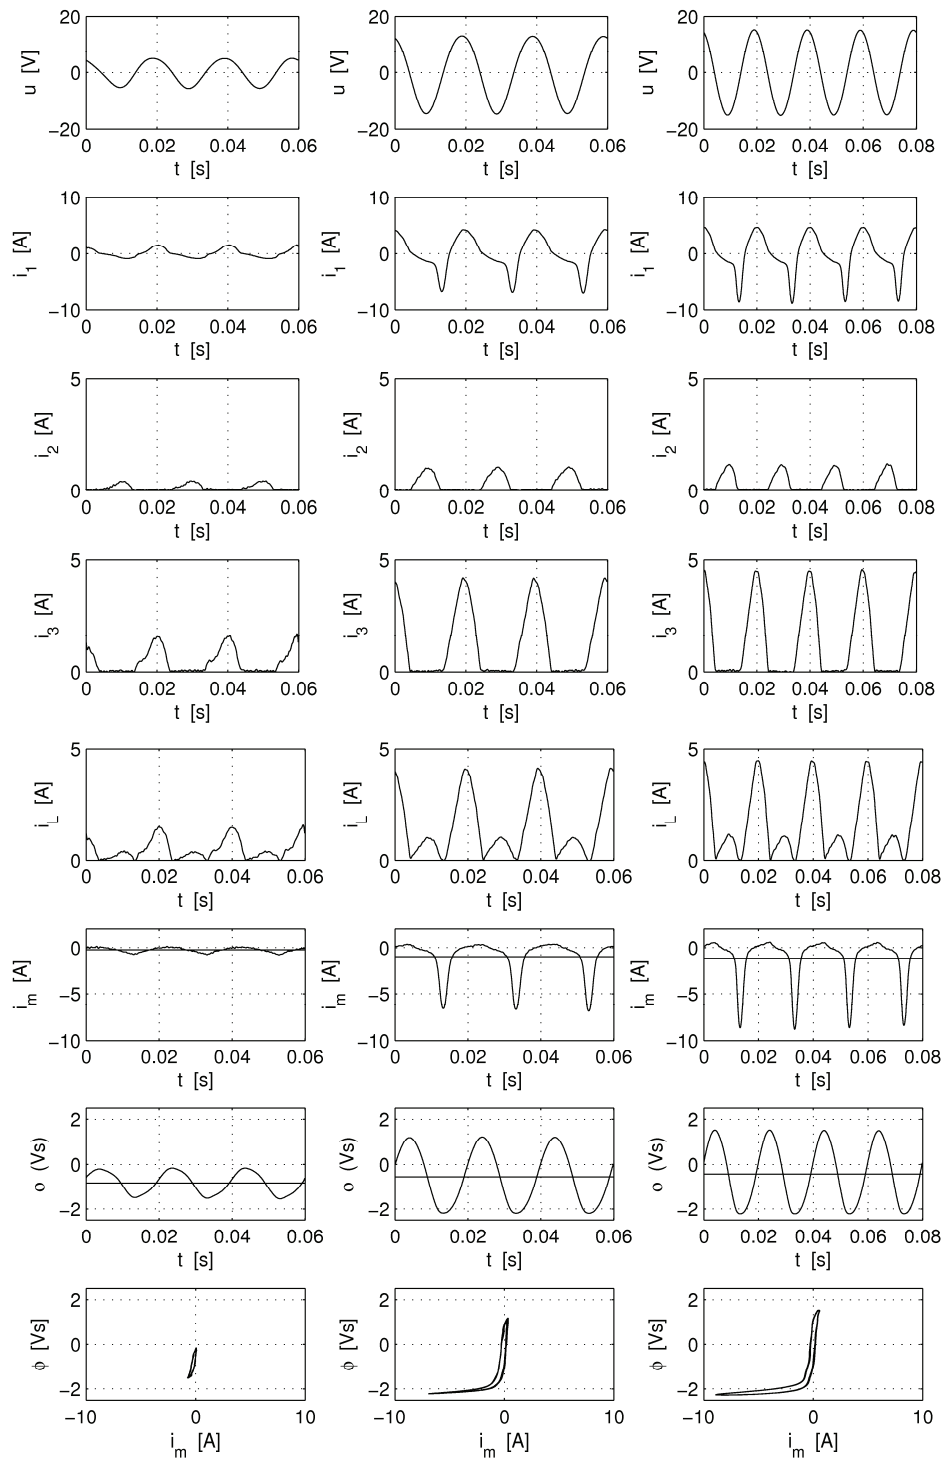 20 20 20
u [V] 0 u [V] 0 u [V] 0
−20 −20 −20
0 0.02 0.04 0.06 0 0.02 0.04 0.06 0 0.02 0.04 0.06
t [s] t [s] t [s]
10 10 10
i1 [A] 0 i1 [A] 0 i1 [A] 0
−10 −10 −10
0 0.02 0.04 0.06 0 0.02 0.04 0.06 0 0.02 0.04 0.06 0.08
t [s] t [s] t [s]
5 5 5
i2 [A] i2 [A] i2 [A]
0 0 0
0 0.02 0.04 0.06 0 0.02 0.04 0.06 0 0.02 0.04 0.06 0.08
t [s] t [s] t [s]
5 5 5
i3 [A] i3 [A] i3 [A]
0 0 0
0 0.02 0.04 0.06 0 0.02 0.04 0.06 0 0.02 0.04 0.06 0.08
t [s] t [s] t [s]
5 5 5
iL [A] iL [A] iL [A]
0 0 0
0 0.02 0.04 0.06 0 0.02 0.04 0.06 0 0.02 0.04 0.06 0.08
t [s] t [s] t [s]
0 0 0
im [A] −5 im [A] −5 im [A] −5
−10 −10 −10
0 0.02 0.04 0.06 0 0.02 0.04 0.06 0 0.02 0.04 0.06 0.08
t [s] t [s] t [s]
2 2 2
o (Vs) 0 o (Vs) 0 o (Vs) 0
−2 −2 −2
0 0.02 0.04 0.06 0 0.02 0.04 0.06 0 0.02 0.04 0.06 0.08
t [s] t [s] t [s]
2 2 2
ϕ [Vs] 0 ϕ [Vs] 0 ϕ [Vs] 0
−2 −2 −2
−10 0 10 −10 0 10 −10 0 10
im [A] im [A] im [A]